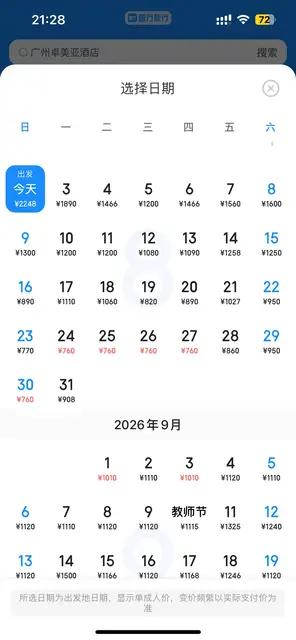 21:28
72
智行旅行
广州卓美亚酒店 搜索
选择日期
日 一 二 三 四 五 六
出发
今天 3 4 5 6 7 8
¥2248 ¥1890 ¥1466 ¥1200 ¥1466 ¥1560 ¥1600
9 10 11 12 13 14 15
¥1300 ¥1200 ¥1200 ¥1080 ¥1090 ¥1258 ¥1250
16 17 18 19 20 21 22
¥890 ¥1110 ¥1060 ¥820 ¥890 ¥1027 ¥950
23 24 25 26 27 28 29
¥770 ¥760 ¥760 ¥760 ¥760 ¥860 ¥950
30 31
¥760 ¥908
8
2026年9月
1 2 3 4 5
¥1010 ¥1110 ¥1010 ¥1120 ¥1110
6 7 8 9 教师节 11 12
¥1120 ¥1110 ¥1120 ¥1120 ¥1115 ¥1325 ¥1240
13 14 15 16 17 18 19
¥1120 ¥1500 ¥1166 ¥1120 ¥1168 ¥1246 ¥1120
所选日期为出发地日期，显示单成人价，变价频繁以实际支付价为
准